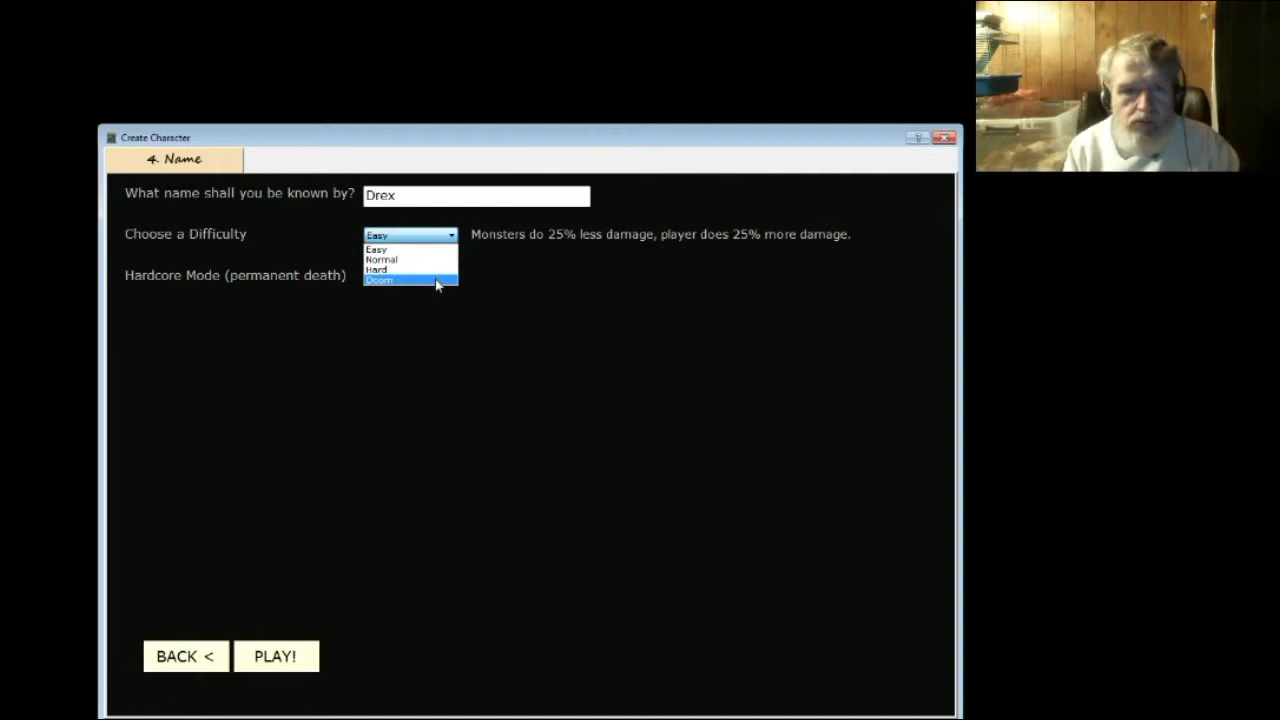 Create Character
4. Name
What name shall you be known by? Drex
Choose a Difficulty Easy Monsters do 25% less damage, player does 25% more damage.
Easy
Normal
Hard
Doom
Hardcore Mode (permanent death)
BACK < PLAY!